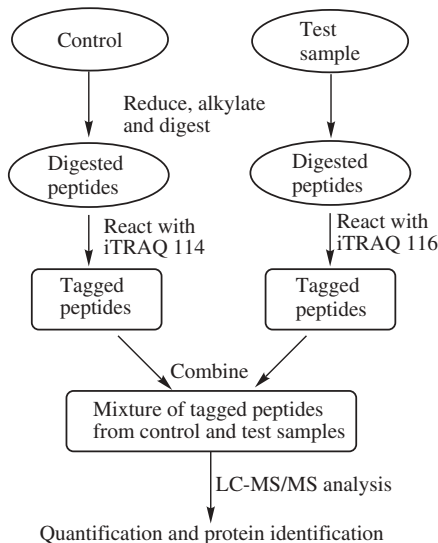 Control
Test
sample
Reduce, alkylate
and digest
Digested
peptides
Digested
peptides
React with
iTRAQ 114
React with
iTRAQ 116
Tagged
peptides
Tagged
peptides
Combine
Mixture of tagged peptides
from control and test samples
LC-MS/MS analysis
Quantification and protein identification